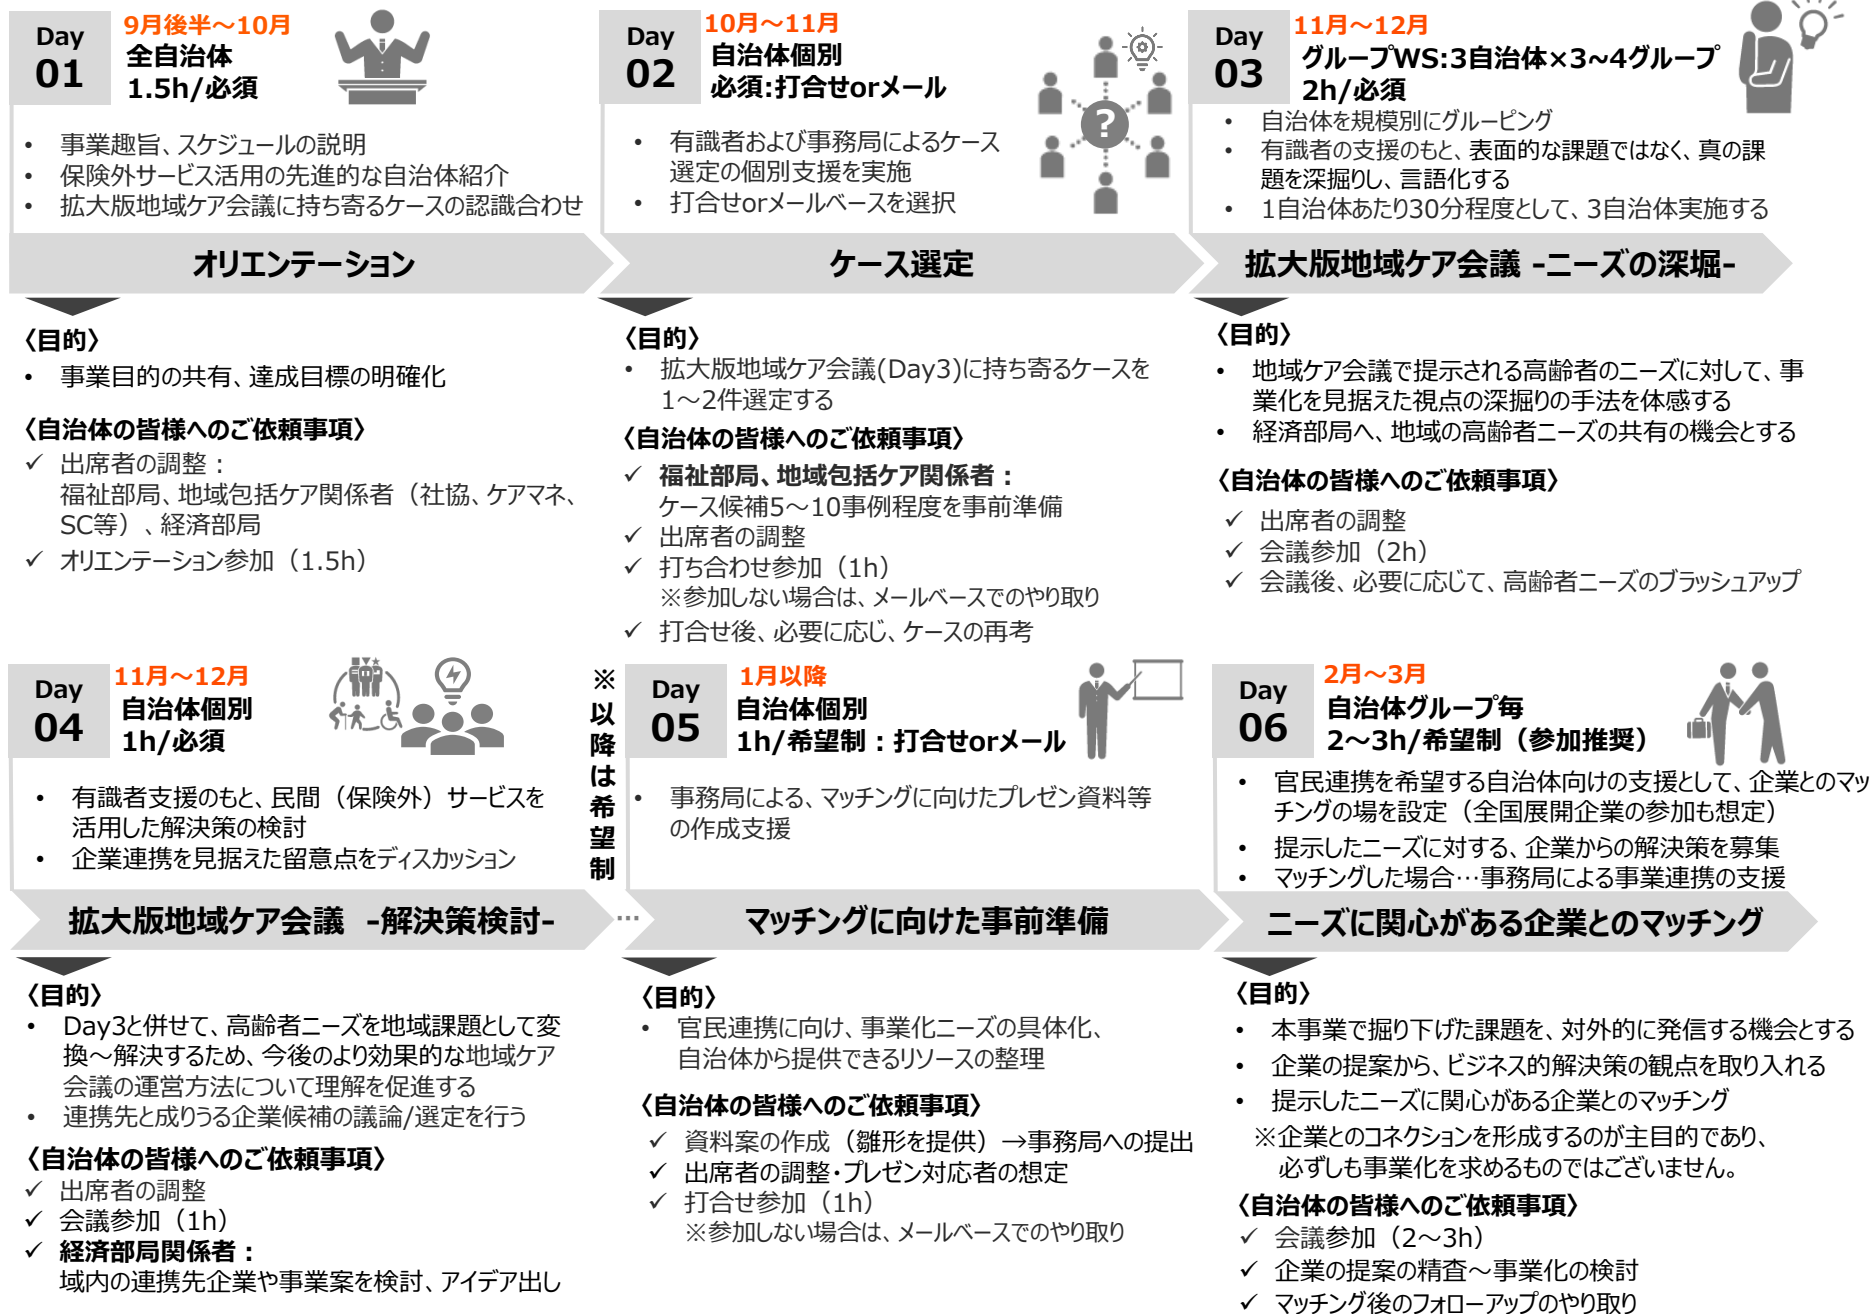 Day
01
9月後半～10月
全自治体
1.5h/必須
• 事業趣旨、スケジュールの説明
• 保険外サービス活用の先進的な自治体紹介
• 拡大版地域ケア会議に持ち寄るケースの認識合わせ
オリエンテーション
〈目的〉
• 事業目的の共有、達成目標の明確化
〈自治体の皆様へのご依頼事項〉
✓ 出席者の調整：
福祉部局、地域包括ケア関係者（社協、ケアマネ、
SC等）、経済部局
✓ オリエンテーション参加（1.5h）
Day
02
10月～11月
自治体個別
必須:打合せorメール
• 有識者および事務局によるケース
選定の個別支援を実施
• 打合せorメールベースを選択
?
ケース選定
〈目的〉
• 拡大版地域ケア会議(Day3)に持ち寄るケースを
1～2件選定する
〈自治体の皆様へのご依頼事項〉
✓ 福祉部局、地域包括ケア関係者：
ケース候補5～10事例程度を事前準備
✓ 出席者の調整
✓ 打ち合わせ参加（1h）
※参加しない場合は、メールベースでのやり取り
✓ 打合せ後、必要に応じ、ケースの再考
Day
03
11月～12月
グループWS:3自治体×3~4グループ
2h/必須
• 自治体を規模別にグルーピング
• 有識者の支援のもと、表面的な課題ではなく、真の課
題を深掘りし、言語化する
• 1自治体あたり30分程度として、3自治体実施する
拡大版地域ケア会議 -ニーズの深堀-
〈目的〉
• 地域ケア会議で提示される高齢者のニーズに対して、事
業化を見据えた視点の深掘りの手法を体感する
• 経済部局へ、地域の高齢者ニーズの共有の機会とする
〈自治体の皆様へのご依頼事項〉
✓ 出席者の調整
✓ 会議参加（2h）
✓ 会議後、必要に応じて、高齢者ニーズのブラッシュアップ
Day
04
11月～12月
自治体個別
1h/必須
• 有識者支援のもと、民間（保険外）サービスを
活用した解決策の検討
• 企業連携を見据えた留意点をディスカッション
拡大版地域ケア会議 -解決策検討-
〈目的〉
• Day3と併せて、高齢者ニーズを地域課題として変
換～解決するため、今後のより効果的な地域ケア
会議の運営方法について理解を促進する
• 連携先と成りうる企業候補の議論/選定を行う
〈自治体の皆様へのご依頼事項〉
✓ 出席者の調整
✓ 会議参加（1h）
✓ 経済部局関係者：
域内の連携先企業や事業案を検討、アイデア出し
※以降は希望制
…
Day
05
1月以降
自治体個別
1h/希望制：打合せorメール
• 事務局による、マッチングに向けたプレゼン資料等
の作成支援
マッチングに向けた事前準備
〈目的〉
• 官民連携に向け、事業化ニーズの具体化、
自治体から提供できるリソースの整理
〈自治体の皆様へのご依頼事項〉
✓ 資料案の作成（雛形を提供）→事務局への提出
✓ 出席者の調整・プレゼン対応者の想定
✓ 打合せ参加（1h）
※参加しない場合は、メールベースでのやり取り
Day
06
2月～3月
自治体グループ毎
2～3h/希望制（参加推奨）
• 官民連携を希望する自治体向けの支援として、企業とのマッ
チングの場を設定（全国展開企業の参加も想定）
• 提示したニーズに対する、企業からの解決策を募集
• マッチングした場合…事務局による事業連携の支援
ニーズに関心がある企業とのマッチング
〈目的〉
• 本事業で掘り下げた課題を、対外的に発信する機会とする
• 企業の提案から、ビジネス的解決策の観点を取り入れる
• 提示したニーズに関心がある企業とのマッチング
※企業とのコネクションを形成するのが主目的であり、
必ずしも事業化を求めるものではございません。
〈自治体の皆様へのご依頼事項〉
✓ 会議参加（2～3h）
✓ 企業の提案の精査～事業化の検討
✓ マッチング後のフォローアップのやり取り